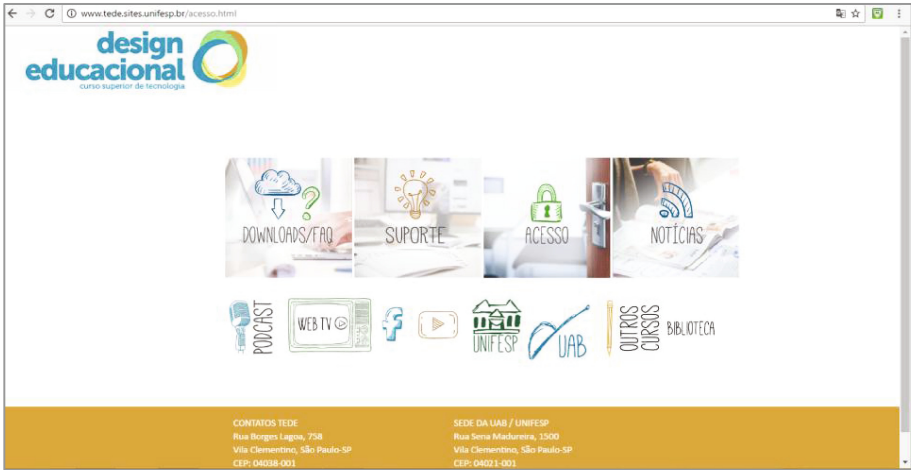 www.tede.sites.unifesp.br/acesso.html
design
educacional
curso superior de tecnologia
DOWNLOADS/FAQ
SUPORTE
ACESSO
NOTÍCIAS
PODCAST
WEB TV
UNIFESP
UAB
OUTROS
CURSOS
BIBLIOTECA
CONTATOS TEDE
Rua Borges Lagoa, 758
Vila Clementino, São Paulo-SP
CEP: 04038-001
SEDE DA UAB / UNIFESP
Rua Sena Madureira, 1500
Vila Clementino, São Paulo-SP
CEP: 04021-001